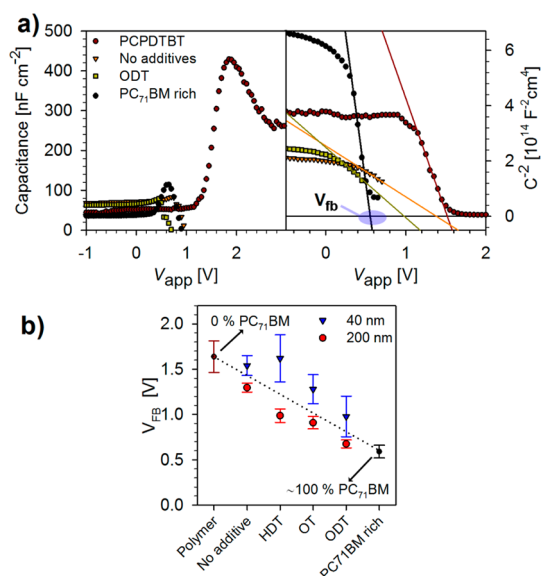 a)
500
400
300
200
100
0
Capacitance [nF cm-2]
PCPDTBT
No additives
ODT
PC71BM rich
-1 0 1 2
Vapp [V]
Vfb
0 1 2
Vapp [V]
6
4
2
0
C-2 [10^14 F-2cm4]
b)
2.0
1.5
1.0
0.5
0.0
VFB [V]
0 % PC71BM
40 nm
200 nm
~100 % PC71BM
Polymer
No additive
HDT
OT
ODT
PC71BM rich